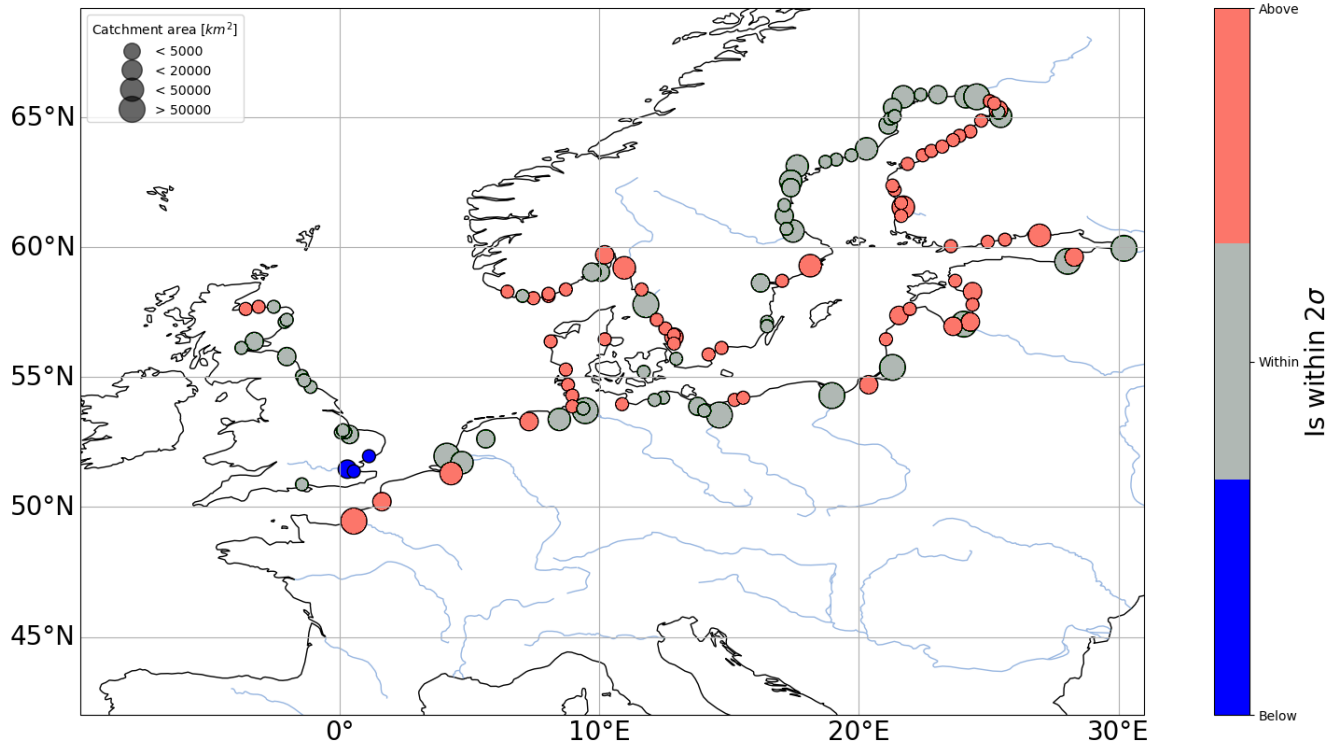 Catchment area [km²]
< 5000
< 20000
< 50000
> 50000
65°N
60°N
55°N
50°N
45°N
0
10°E
20°E
30°E
Above
Within
Below
Is within 2σ